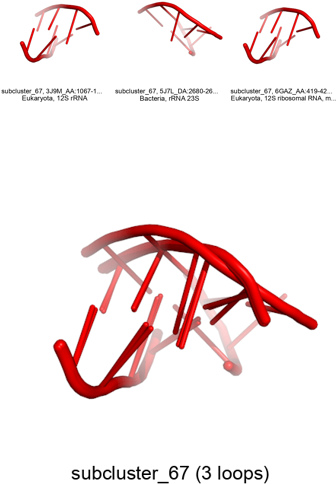 subcluster_67, 3J9M_AA:1067-1...
Eukaryota, 12S rRNA
subcluster_67, 5J7L_DA:2680-26...
Bacteria, rRNA 23S
subcluster_67, 6GAZ_AA:419-42...
Eukaryota, 12S ribosomal RNA, m...
subcluster_67 (3 loops)